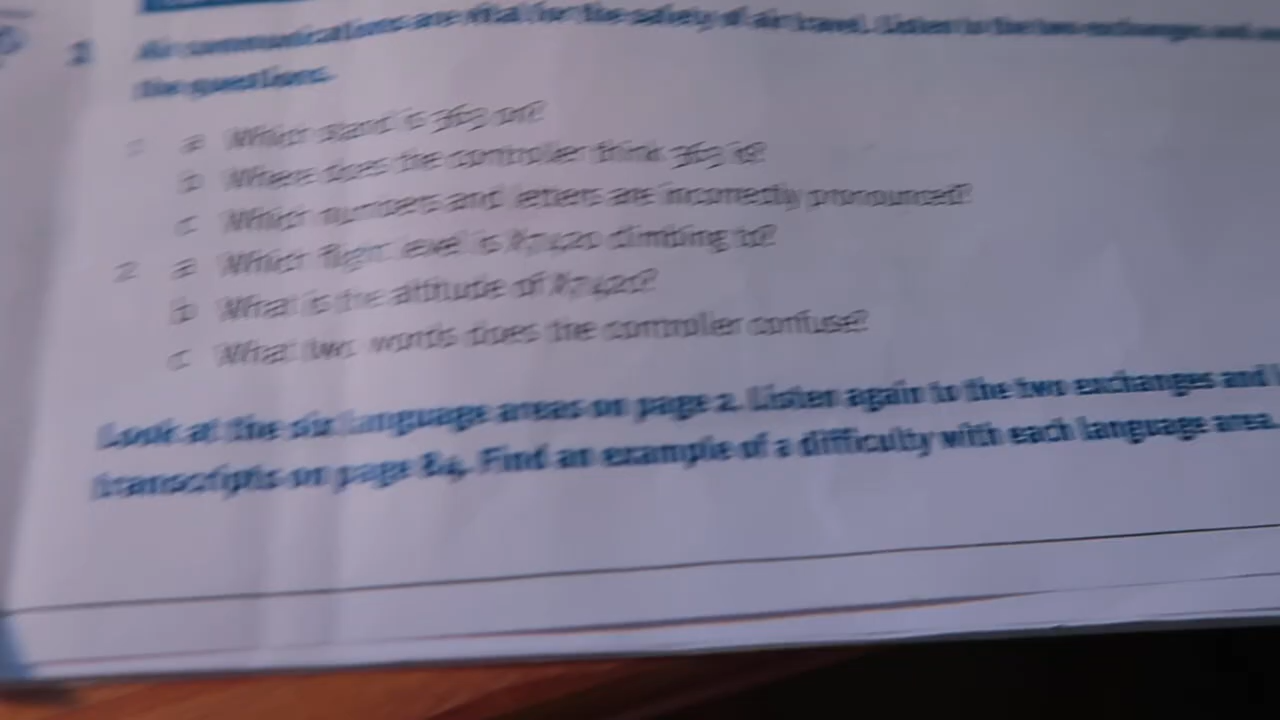 Air communications are vital for the safety of air travel. Listen to the two exchanges and
the questions.
a Which stand is 363 on?
b Where does the controller think 363 is?
c Which numbers and letters are incorrectly pronounced?
2 a Which flight level is climbing to?
b What is the altitude of
c What two words does the controller confuse?
Look at the six language areas on page 2. Listen again to the two exchanges and
transcripts on page 84. Find an example of a difficulty with each language area.